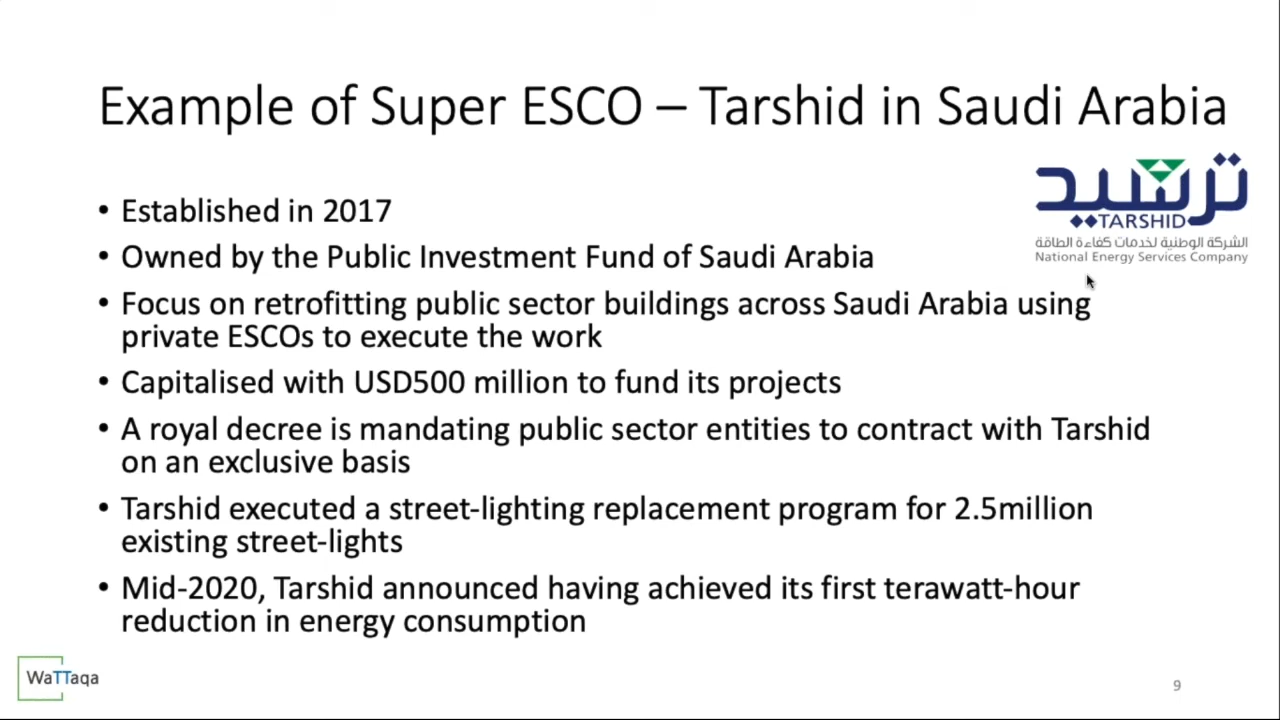 Example of Super ESCO – Tarshid in Saudi Arabia
ترشيد
TARSHID
الشركة الوطنية لخدمات كفاءة الطاقة
National Energy Services Company
• Established in 2017
• Owned by the Public Investment Fund of Saudi Arabia
• Focus on retrofitting public sector buildings across Saudi Arabia using
private ESCOs to execute the work
• Capitalised with USD500 million to fund its projects
• A royal decree is mandating public sector entities to contract with Tarshid
on an exclusive basis
• Tarshid executed a street-lighting replacement program for 2.5million
existing street-lights
• Mid-2020, Tarshid announced having achieved its first terawatt-hour
reduction in energy consumption
WaTTaqa
9